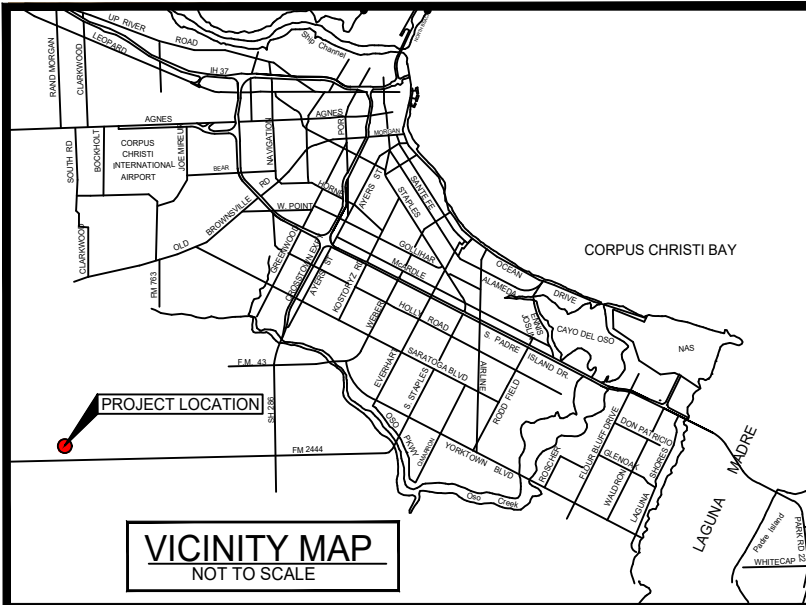 UP RIVER
ROAD
LEOPARD
Ship Channel
RAND MORGAN
CLARKWOOD
IH 37
AGNES
AGNES
PORT
MORGAN
SOUTH RD
BOCKHOLT
CORPUS
CHRISTI
INTERNATIONAL
AIRPORT
JOE MIREUR
NAVIGATION
BEAR
HORNE
AYERS ST
STAPLES
SANTA FE
CLARKWOOD
OLD
BROWNSVILLE
RD
W. POINT
GREENWOOD
CROSSTOWN EXP
AYERS ST
KOSTORYZ RD
GOLLIHAR
McARDLE
OCEAN
DRIVE
ALAMEDA
CORPUS CHRISTI BAY
FM 763
WEBER
HOLLY ROAD
S. PADRE
ISLAND DR.
ENNIS
JOSLIN
CAYO DEL OSO
NAS
F.M. 43
SARATOGA BLVD
EVERHART
S. STAPLES
AIRLINE
RODD FIELD
FLOUR BLUFF DRIVE
DON PATRICIO
GLENOAK
WALDRON
LAGUNA
SHORES
ROSCHER
PROJECT LOCATION
SH 286
FM 2444
OSO
PKWY
CIMARRON
YORKTOWN
BLVD
Oso
Creek
LAGUNA
MADRE
Padre Island
PARK RD 22
WHITECAP
VICINITY MAP
NOT TO SCALE